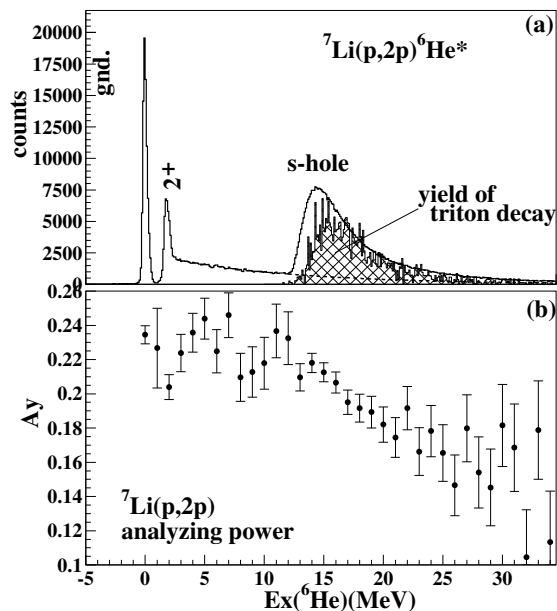 20000
17500
15000
12500
10000
7500
5000
2500
0
counts
gnd.
2+
(a)
⁷Li(p,2p)⁶He*
s-hole
yield of
triton decay
0.26
0.24
0.22
0.2
0.18
0.16
0.14
0.12
0.1
Ay
(b)
⁷Li(p,2p)
analyzing power
-5 0 5 10 15 20 25 30
Ex(⁶He)(MeV)